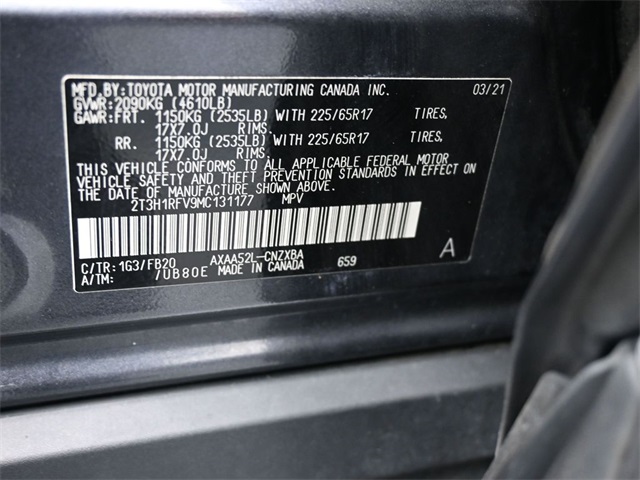 MFD.BY:TOYOTA MOTOR MANUFACTURING CANADA INC. 03/21
GVWR:2090KG (4610LB)
GAWR:FRT. 1150KG (2535LB) WITH 225/65R17 TIRES,
17X7.0J RIMS.
RR. 1150KG (2535LB) WITH 225/65R17 TIRES,
17X7.0J RIMS.
THIS VEHICLE CONFORMS TO ALL APPLICABLE FEDERAL MOTOR
VEHICLE SAFETY AND THEFT PREVENTION STANDARDS IN EFFECT ON
THE DATE OF MANUFACTURE SHOWN ABOVE.
2T3H1RFV9MC131177 MPV
C/TR: 1G3/FB20 AXAA52L-CNZXBA 659 A
A/TM: /UB80E MADE IN CANADA